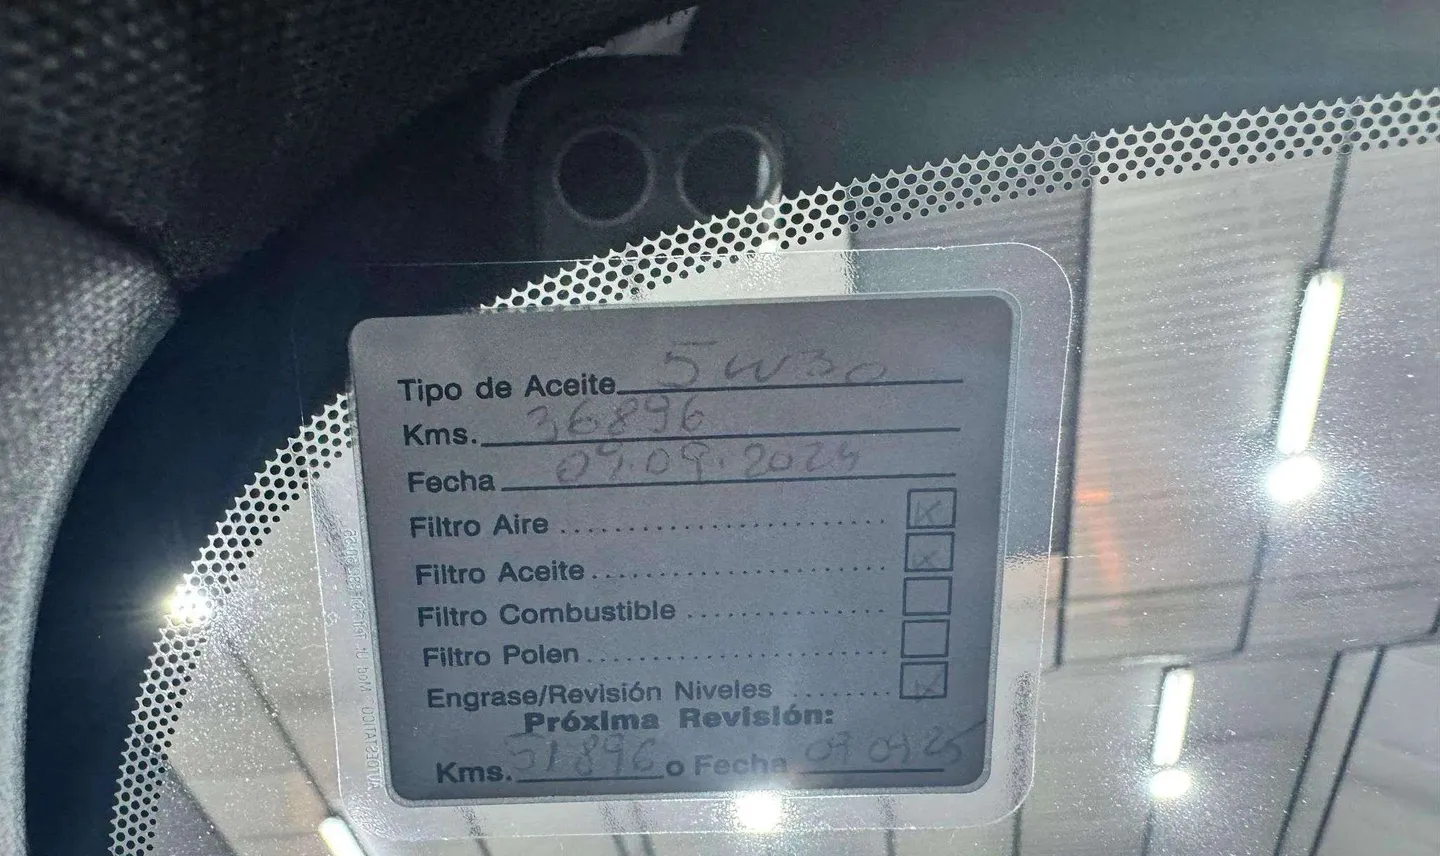 Tipo de Aceite 5W30
Kms. 36896
Fecha 09.09.2024
Filtro Aire
Filtro Aceite
Filtro Combustible
Filtro Polen
Engrase/Revisión Niveles
Próxima Revisión:
Kms. 51896 o Fecha 09 09 25